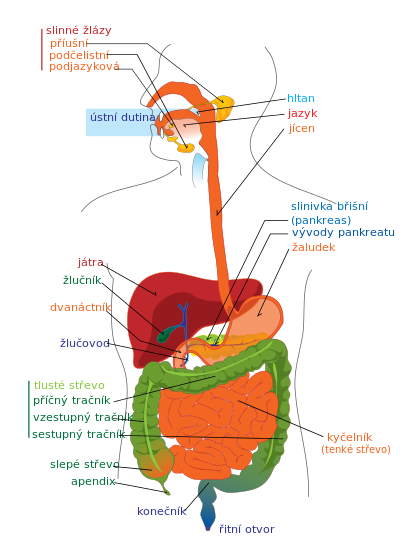 slinné žlázy
příušní
podčelistní
podjazyková
ústní dutina
hltan
jazyk
jícen
slinivka břišní
(pankreas)
vývody pankreatu
žaludek
játra
žlučník
dvanáctník
žlučovod
tlusté střevo
příčný tračník
vzestupný tračník
sestupný tračník
slepé střevo
apendix
konečník
řitní otvor
kyčelník
(tenké střevo)